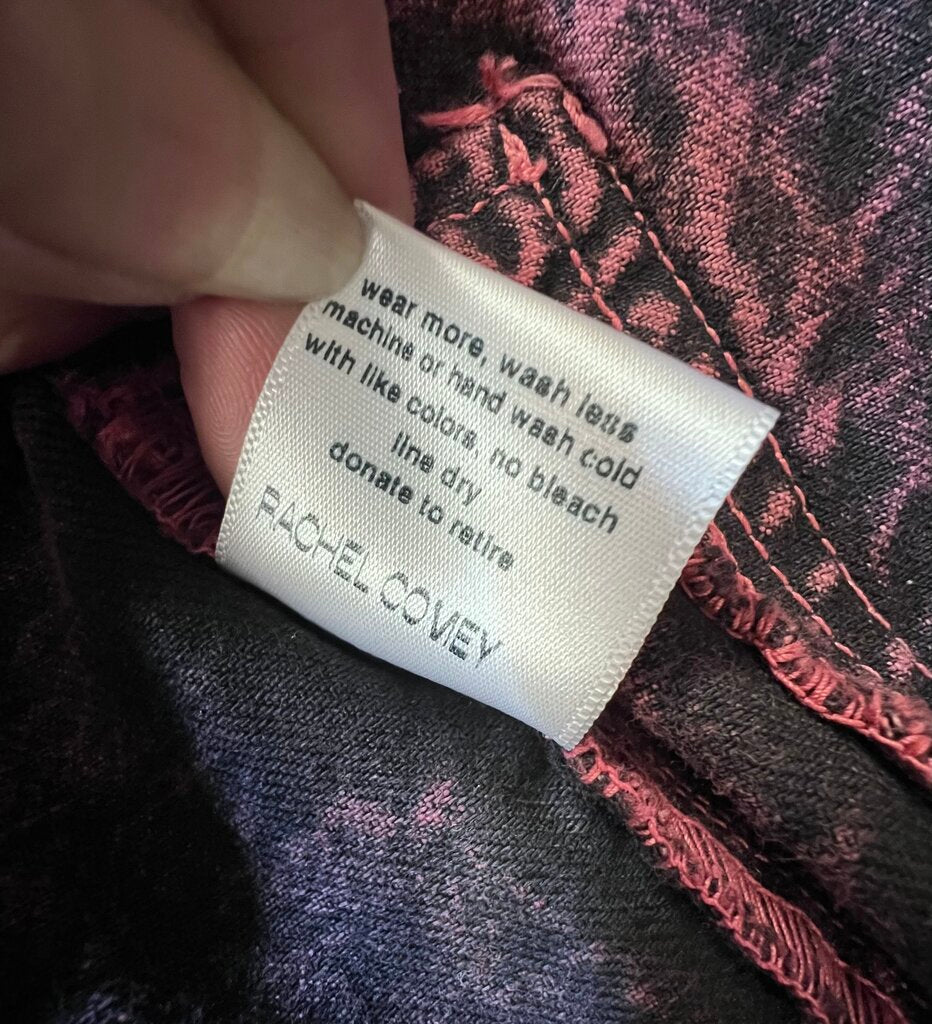 wear more, wash less
machine or hand wash cold
with like colors, no bleach
line dry
donate to retire
RACHEL COMEY